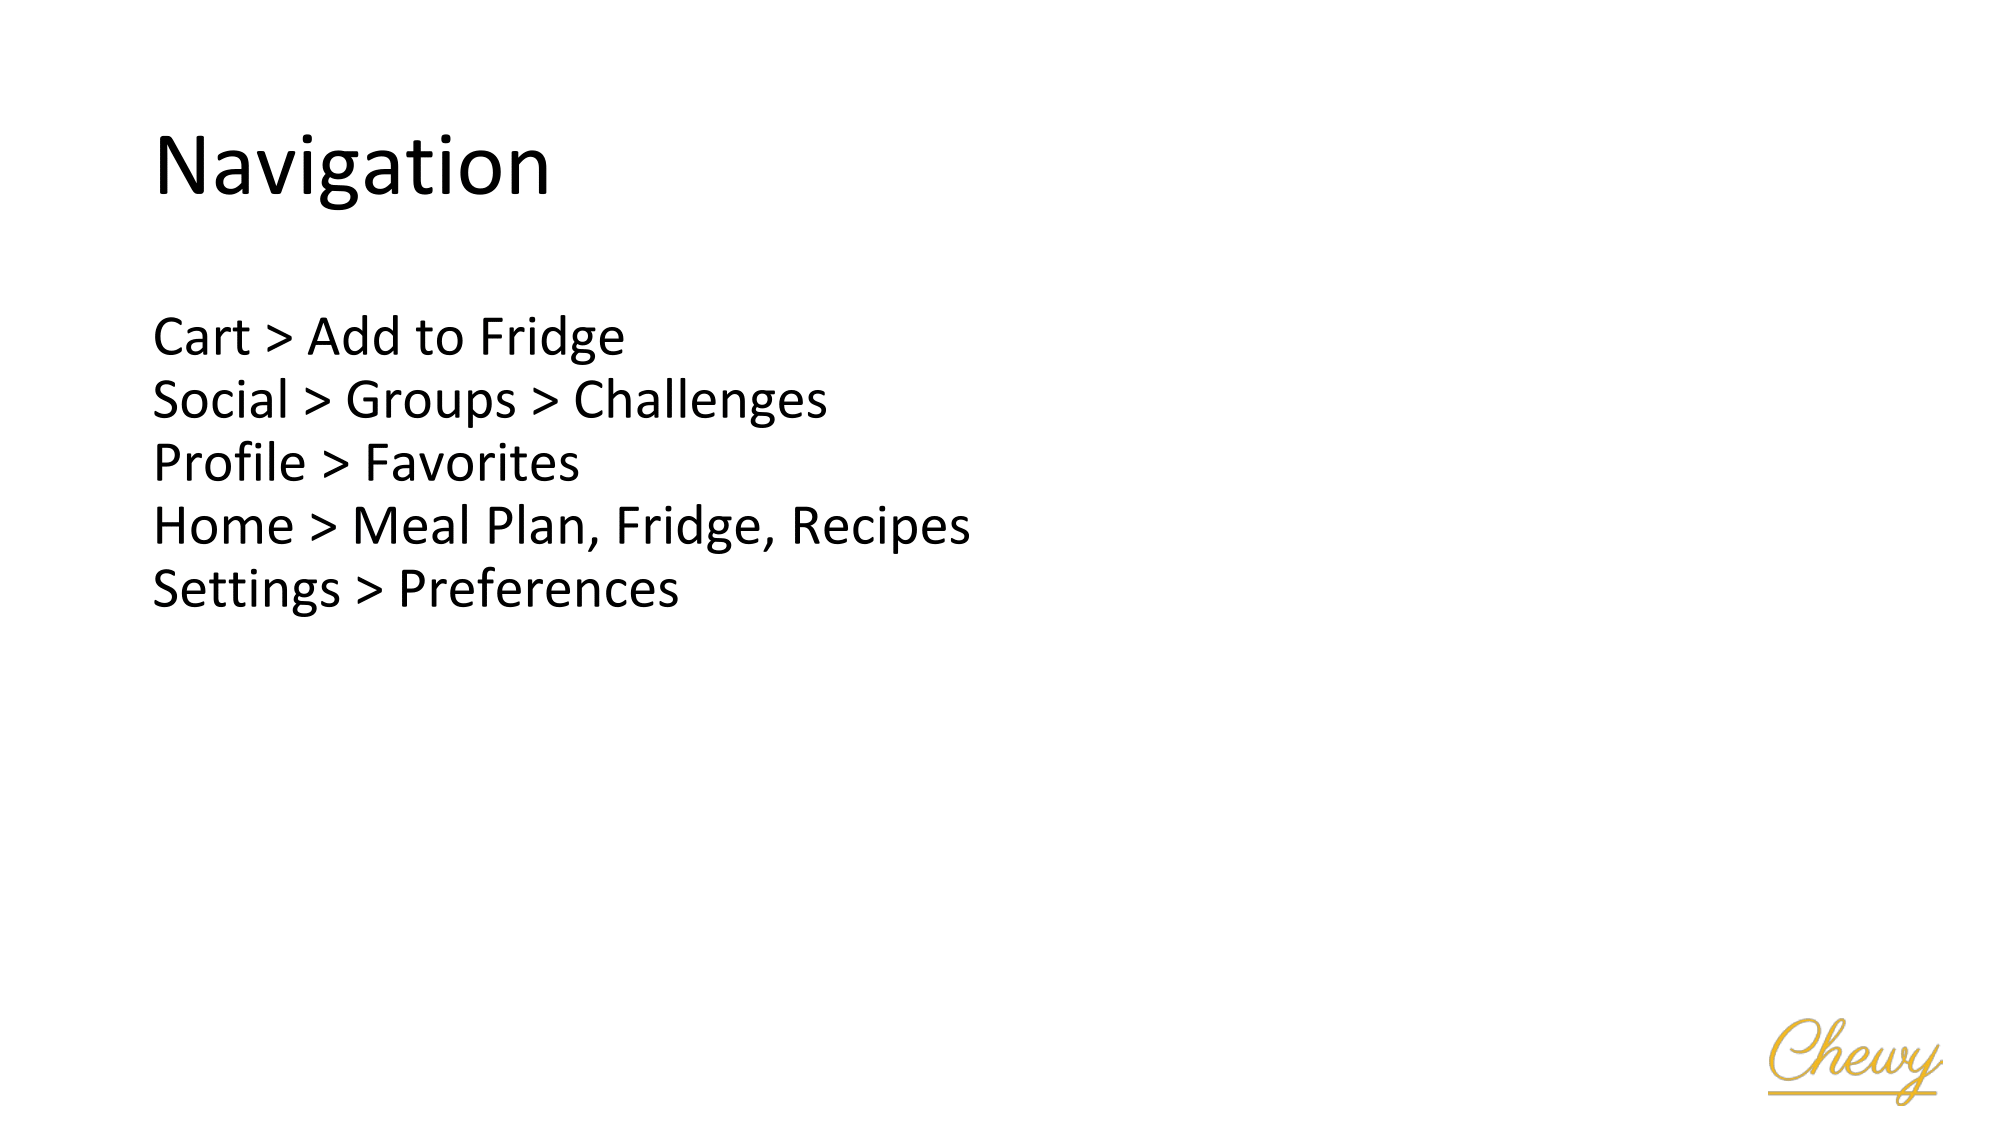 Navigation
Cart > Add to Fridge
Social > Groups > Challenges
Profile > Favorites
Home > Meal Plan, Fridge, Recipes
Settings > Preferences
Chewy